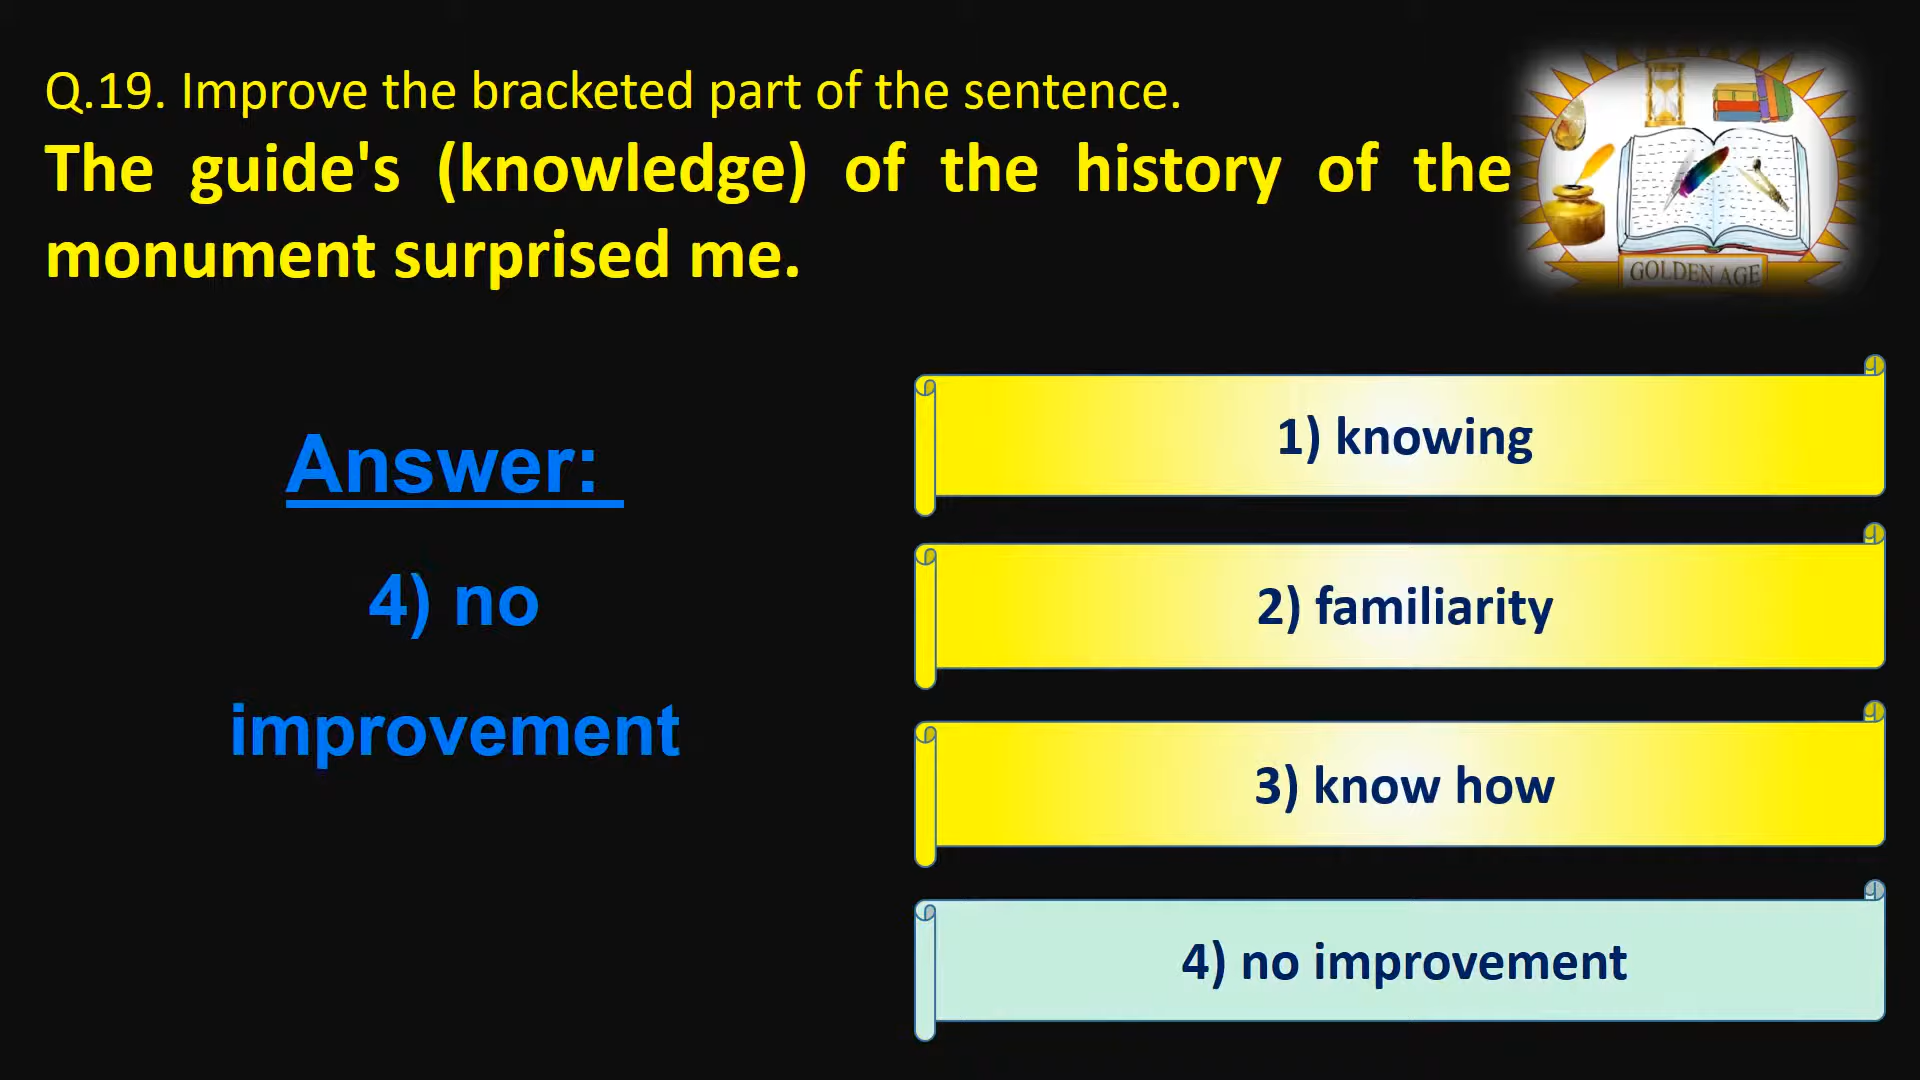 Q.19. Improve the bracketed part of the sentence.
The guide's (knowledge) of the history of the
monument surprised me.
GOLDEN AGE
Answer:
4) no
improvement
1) knowing
2) familiarity
3) know how
4) no improvement